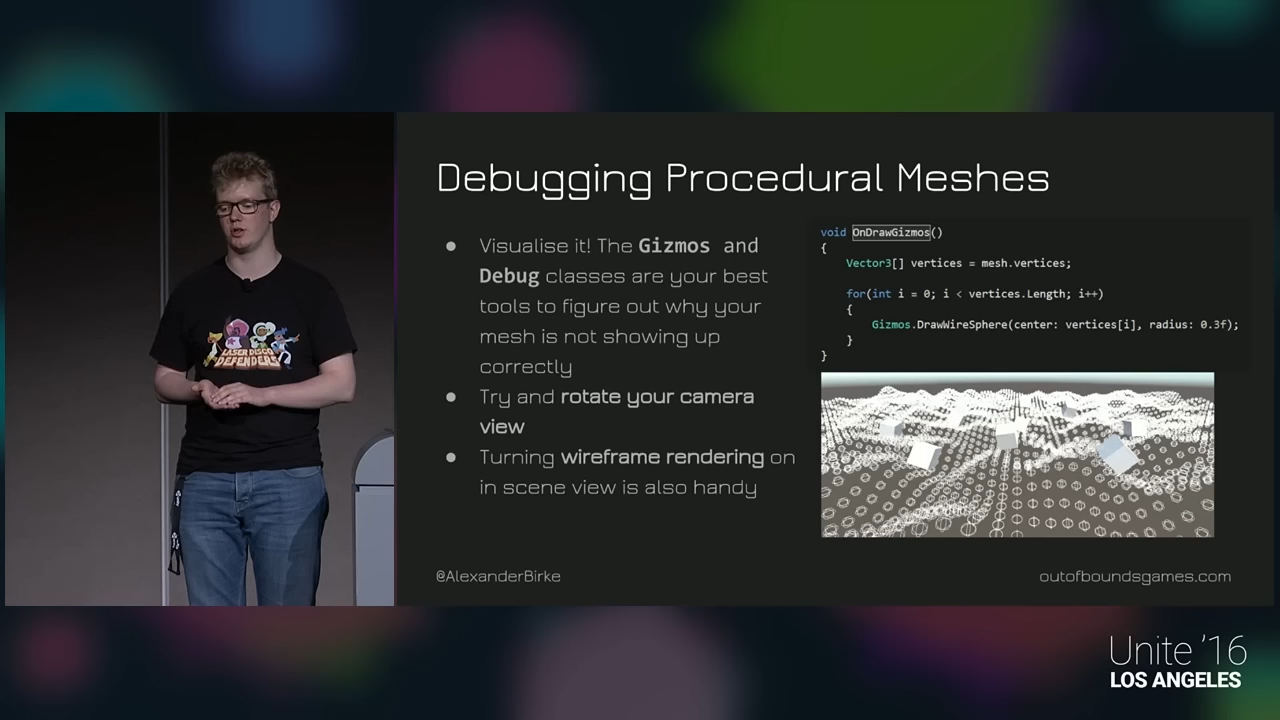 Debugging Procedural Meshes
● Visualise it! The Gizmos and
Debug classes are your best
tools to figure out why your
mesh is not showing up
correctly
● Try and rotate your camera
view
● Turning wireframe rendering on
in scene view is also handy
void OnDrawGizmos()
{
Vector3[] vertices = mesh.vertices;
for(int i = 0; i < vertices.Length; i++)
{
Gizmos.DrawWireSphere(center: vertices[i], radius: 0.3f);
}
}
@AlexanderBirke
outofboundsgames.com
LASER DISCO
DEFENDERS
Unite '16
LOS ANGELES